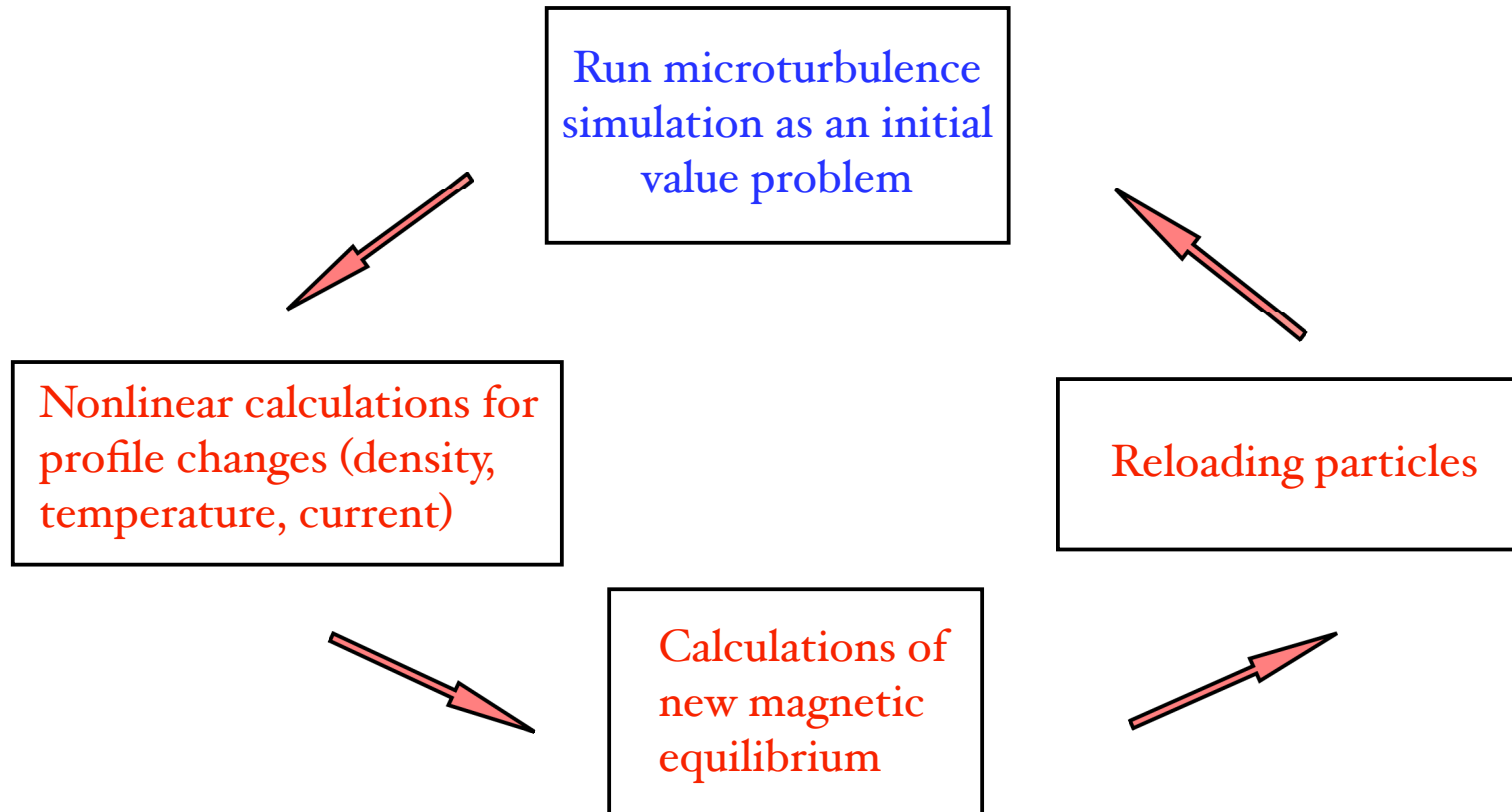 Run microturbulence
simulation as an initial
value problem
Nonlinear calculations for
profile changes (density,
temperature, current)
Reloading particles
Calculations of
new magnetic
equilibrium